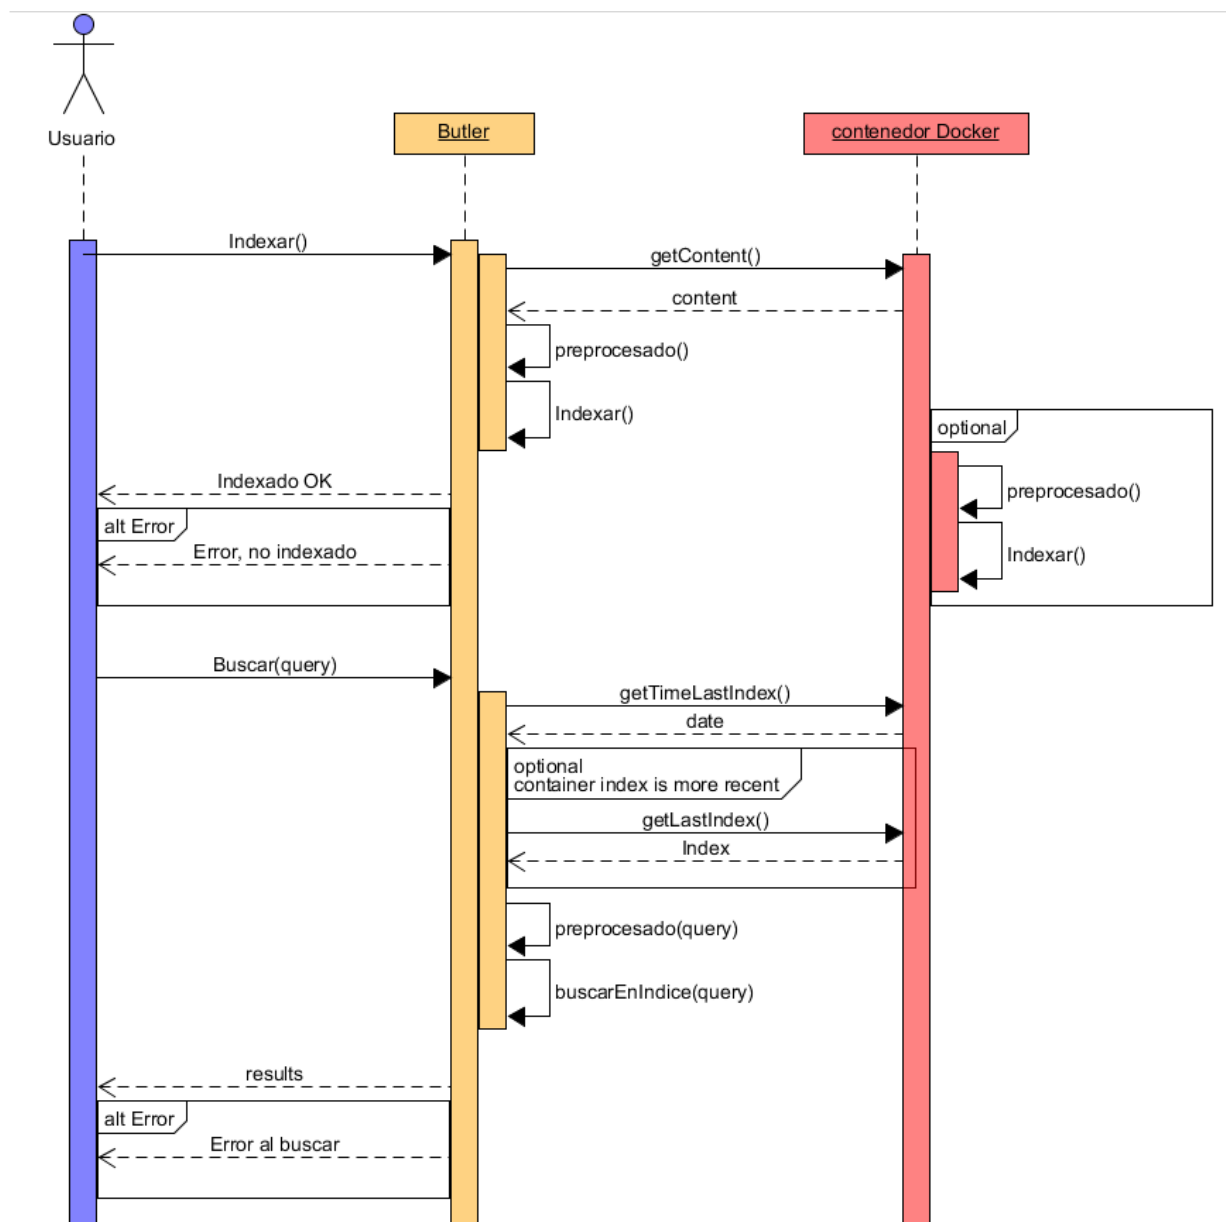 Usuario
Butler
contenedor Docker
Indexar()
getContent()
content
preprocesado()
Indexar()
optional
preprocesado()
Indexar()
Indexado OK
alt Error
Error, no indexado
Buscar(query)
getTimeLastIndex()
date
optional
container index is more recent
getLastIndex()
Index
preprocesado(query)
buscarEnIndice(query)
results
alt Error
Error al buscar